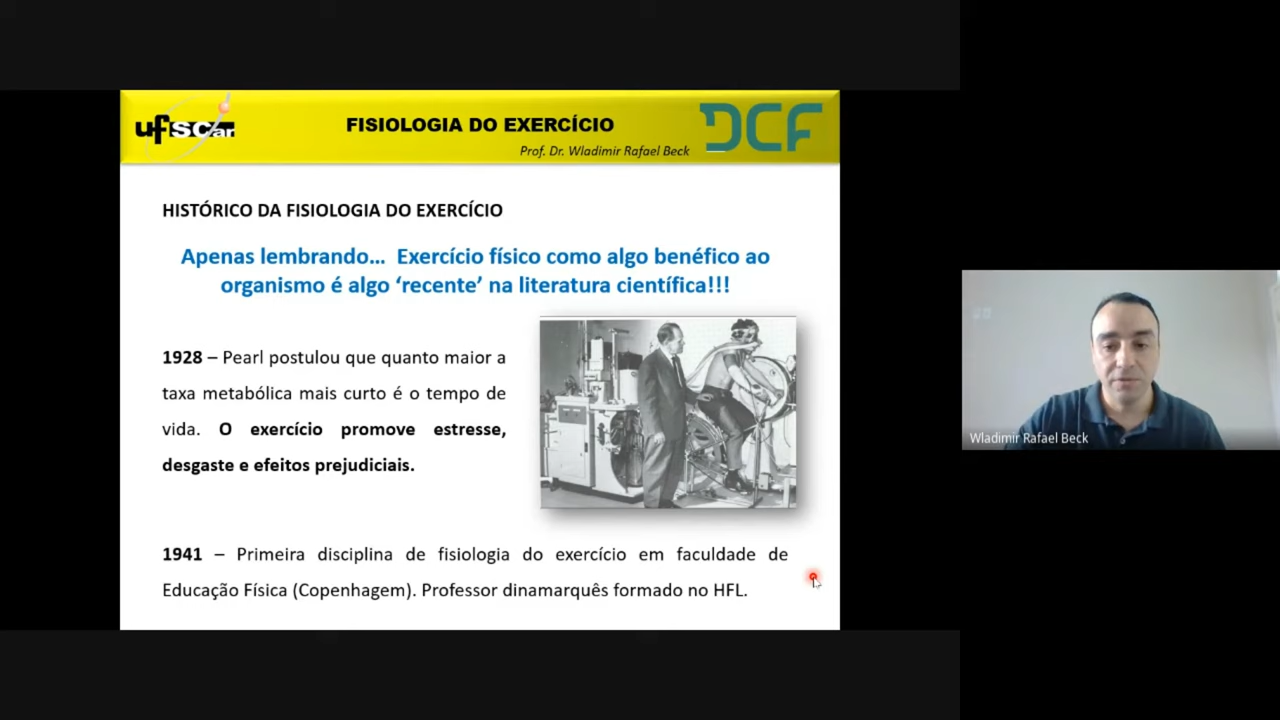 ufscar
FISIOLOGIA DO EXERCÍCIO
Prof. Dr. Wladimir Rafael Beck
DCF
HISTÓRICO DA FISIOLOGIA DO EXERCÍCIO
Apenas lembrando... Exercício físico como algo benéfico ao
organismo é algo ‘recente’ na literatura científica!!!
1928 – Pearl postulou que quanto maior a
taxa metabólica mais curto é o tempo de
vida. O exercício promove estresse,
desgaste e efeitos prejudiciais.
1941 – Primeira disciplina de fisiologia do exercício em faculdade de
Educação Física (Copenhagem). Professor dinamarquês formado no HFL.
Wladimir Rafael Beck